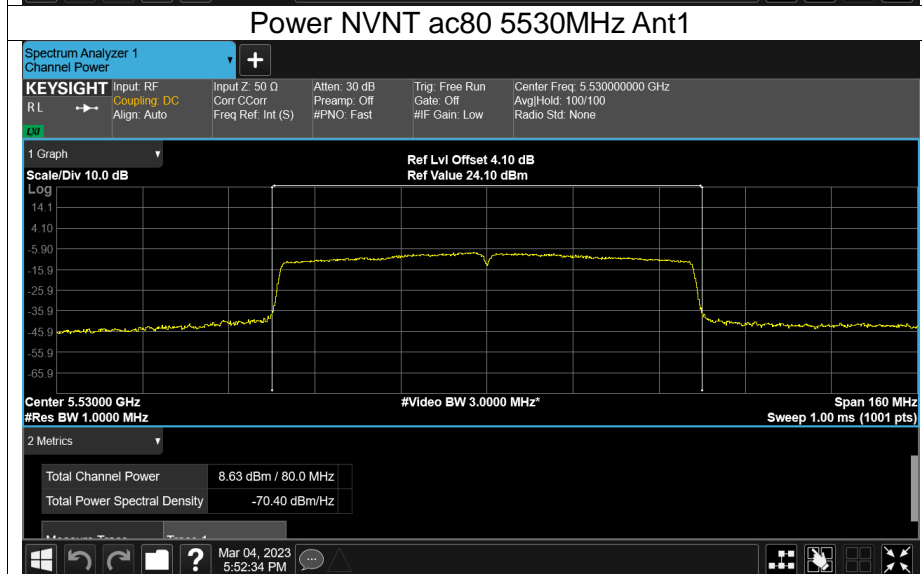 Power NVNT ac80 5530MHz Ant1
Spectrum Analyzer 1
Channel Power
KEYSIGHT
R L
LXI
Input: RF
Coupling: DC
Align: Auto
Input Z: 50 Ω
Corr CCorr
Freq Ref: Int (S)
Atten: 30 dB
Preamp: Off
#PNO: Fast
Trig: Free Run
Gate: Off
#IF Gain: Low
Center Freq: 5.530000000 GHz
Avg|Hold: 100/100
Radio Std: None
1 Graph
Scale/Div 10.0 dB
Ref Lvl Offset 4.10 dB
Ref Value 24.10 dBm
Log
14.1
4.10
-5.90
-15.9
-25.9
-35.9
-45.9
-55.9
-65.9
Center 5.53000 GHz
#Video BW 3.0000 MHz*
Span 160 MHz
#Res BW 1.0000 MHz
Sweep 1.00 ms (1001 pts)
2 Metrics
Total Channel Power 8.63 dBm / 80.0 MHz
Total Power Spectral Density -70.40 dBm/Hz
Mar 04, 2023
5:52:34 PM